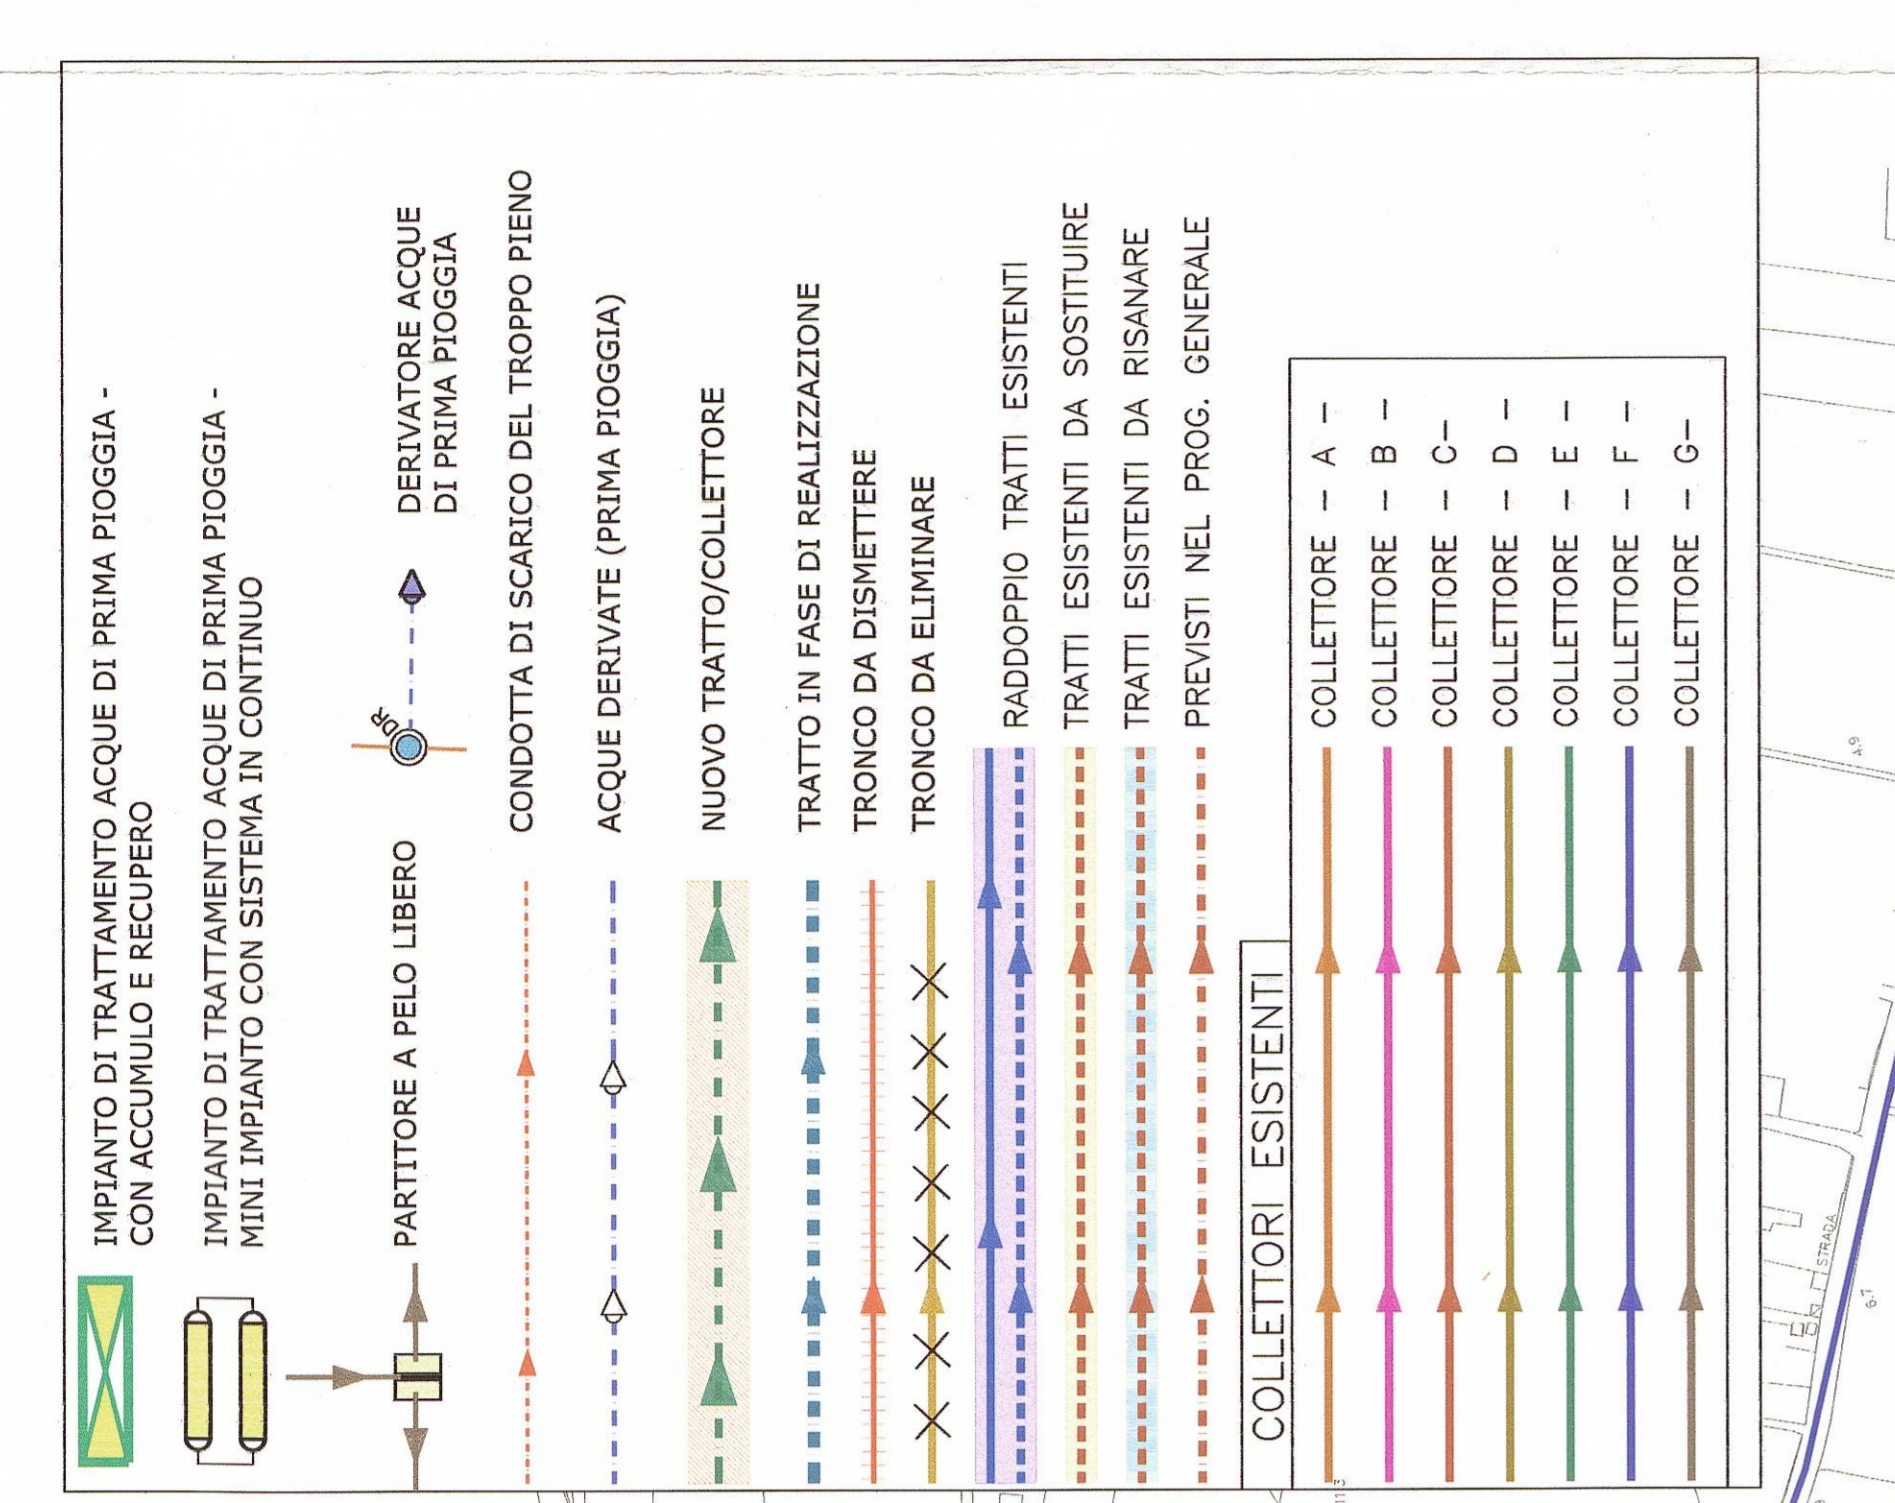 IMPIANTO DI TRATTAMENTO ACQUE DI PRIMA PIOGGIA -
CON ACCUMULO E RECUPERO
IMPIANTO DI TRATTAMENTO ACQUE DI PRIMA PIOGGIA -
MINI IMPIANTO CON SISTEMA IN CONTINUO
PARTITORE A PELO LIBERO
DR
DERIVATORE ACQUE
DI PRIMA PIOGGIA
CONDOTTA DI SCARICO DEL TROPPO PIENO
ACQUE DERIVATE (PRIMA PIOGGIA)
NUOVO TRATTO/COLLETTORE
TRATTO IN FASE DI REALIZZAZIONE
TRONCO DA DISMETTERE
TRONCO DA ELIMINARE
RADDOPPIO TRATTI ESISTENTI
TRATTI ESISTENTI DA SOSTITUIRE
TRATTI ESISTENTI DA RISANARE
PREVISTI NEL PROG. GENERALE
COLLETTORI ESISTENTI
COLLETTORE - - A -
COLLETTORE - - B -
COLLETTORE - - C-
COLLETTORE - - D -
COLLETTORE - - E -
COLLETTORE - - F -
COLLETTORE - - G-
STRADA
4.9
6.7